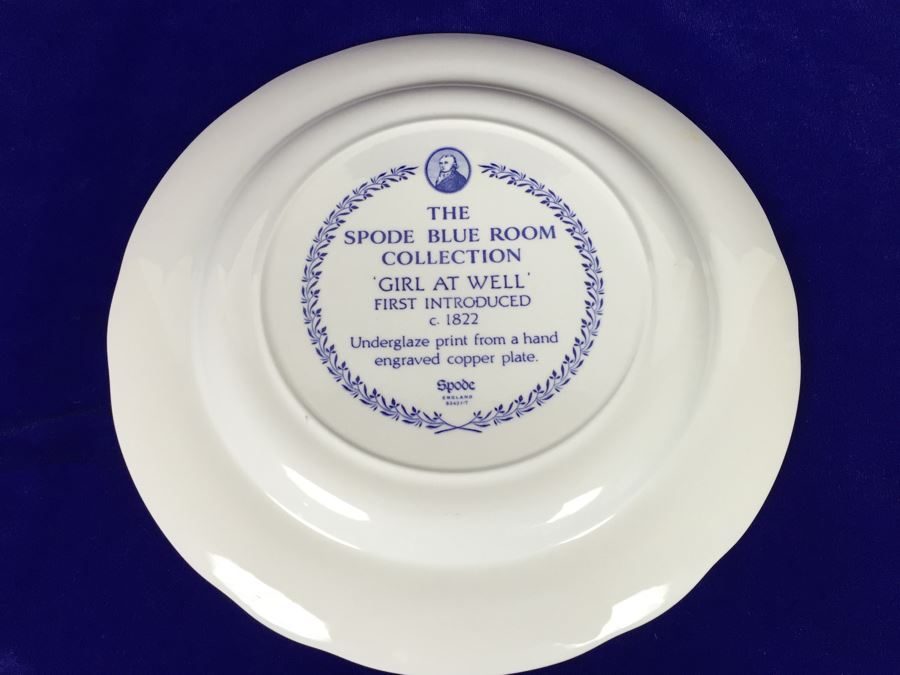 THE
SPODE BLUE ROOM
COLLECTION
'GIRL AT WELL'
FIRST INTRODUCED
c. 1822
Underglaze print from a hand
engraved copper plate.
Spode
ENGLAND